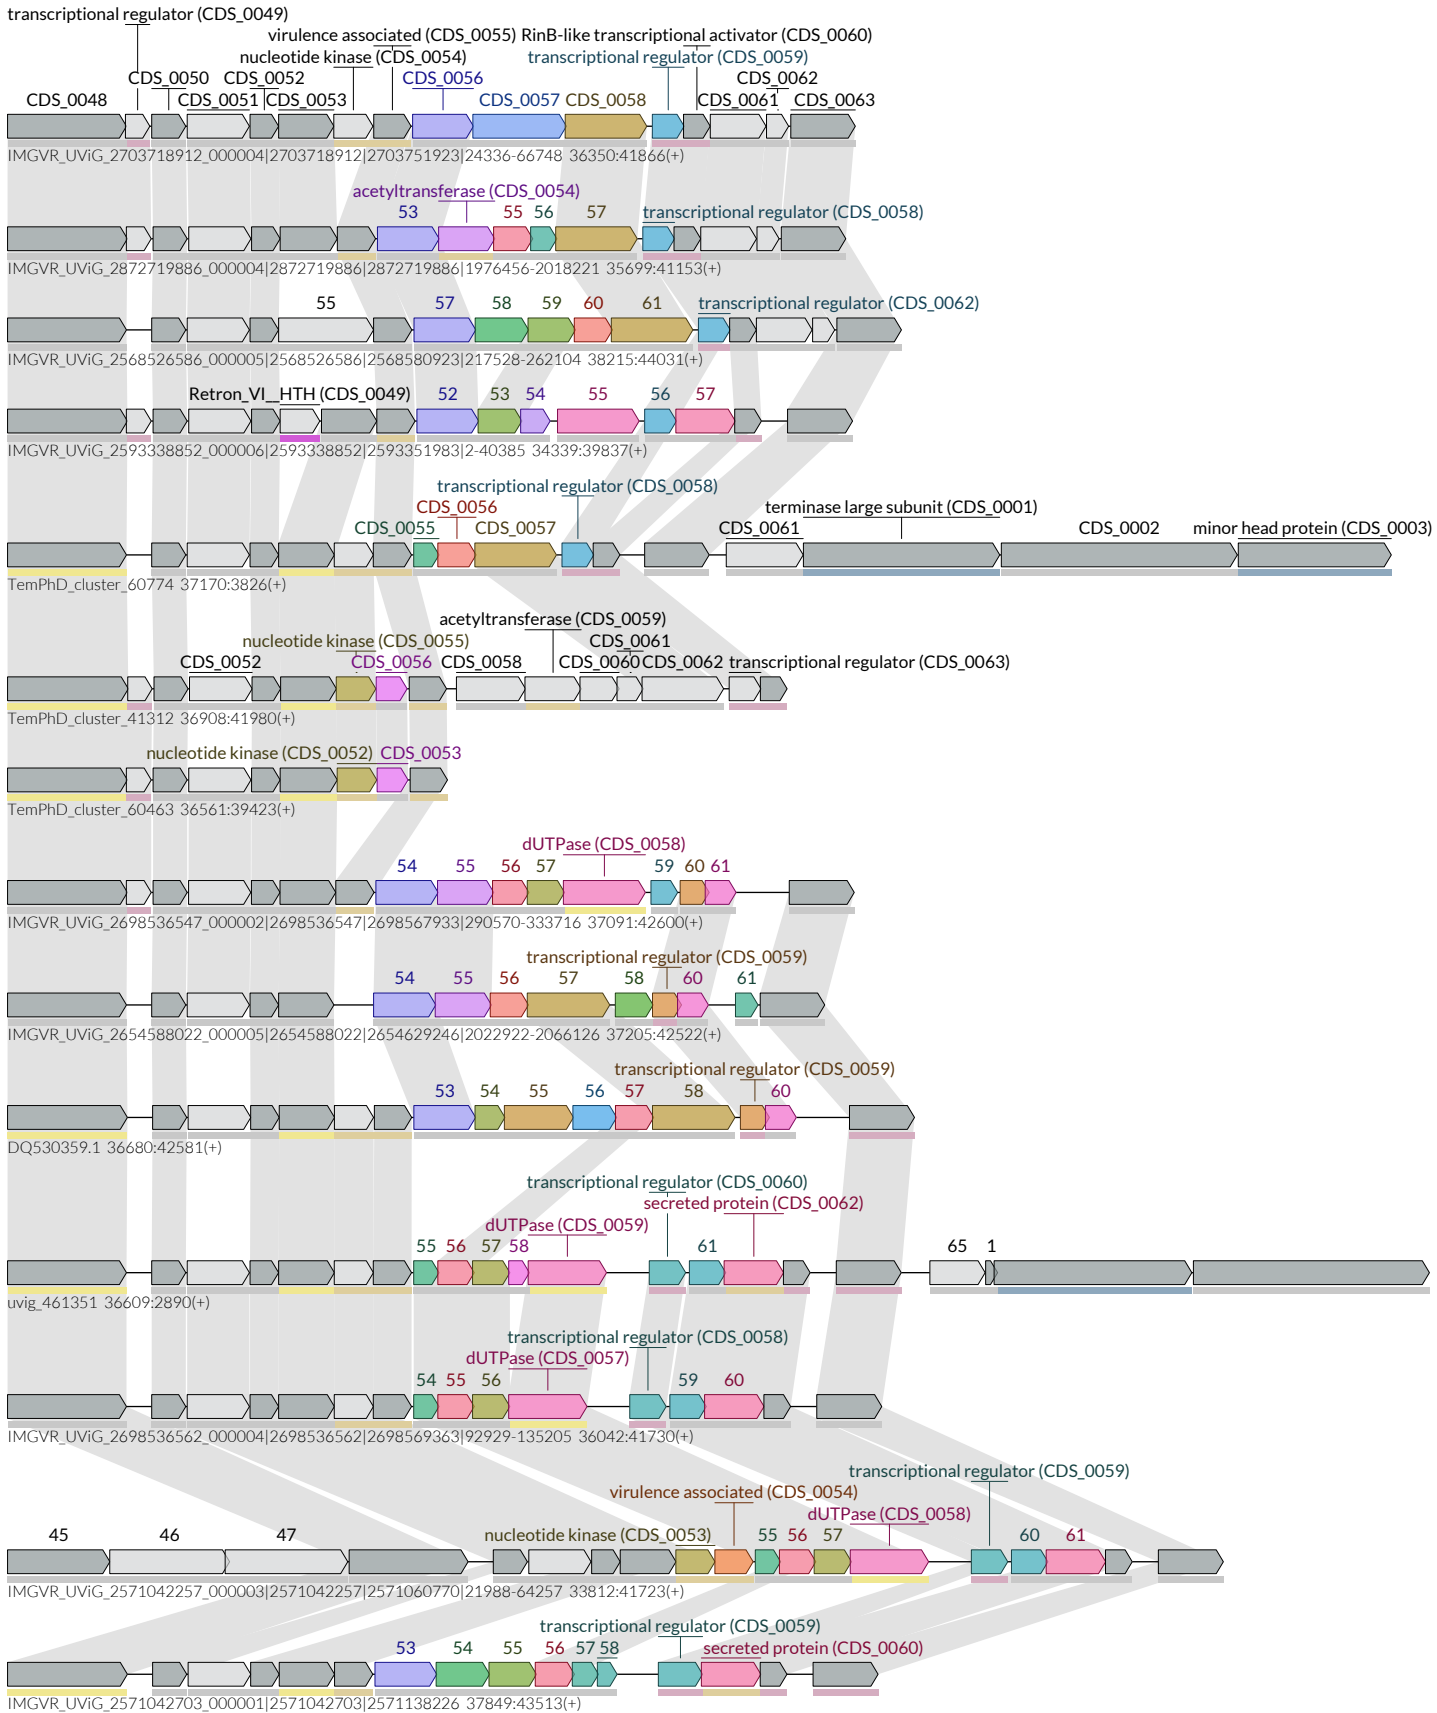 transcriptional regulator (CDS_0049)
virulence associated (CDS_0055) RinB-like transcriptional activator (CDS_0060)
nucleotide kinase (CDS_0054) transcriptional regulator (CDS_0059)
CDS_0050 CDS_0052 CDS_0056 CDS_0062
CDS_0048 CDS_0051 CDS_0053 CDS_0057 CDS_0058 CDS_0061 CDS_0063
IMGVR_UViG_2703718912_000004|2703718912|2703751923|24336-66748 36350:41866(+)
acetyltransferase (CDS_0054)
53 55 56 57 transcriptional regulator (CDS_0058)
IMGVR_UViG_2872719886_000004|2872719886|2872719886|1976456-2018221 35699:41153(+)
55 57 58 59 60 61 transcriptional regulator (CDS_0062)
IMGVR_UViG_2568526586_000005|2568526586|2568580923|217528-262104 38215:44031(+)
Retron_VI__HTH (CDS_0049) 52 53 54 55 56 57
IMGVR_UViG_2593338852_000006|2593338852|2593351983|2-40385 34339:39837(+)
transcriptional regulator (CDS_0058)
CDS_0056 terminase large subunit (CDS_0001)
CDS_0055 CDS_0057 CDS_0061 CDS_0002 minor head protein (CDS_0003)
TemPhD_cluster_60774 37170:3826(+)
acetyltransferase (CDS_0059)
nucleotide kinase (CDS_0055) CDS_0061
CDS_0052 CDS_0056 CDS_0058 CDS_0060 CDS_0062 transcriptional regulator (CDS_0063)
TemPhD_cluster_41312 36908:41980(+)
nucleotide kinase (CDS_0052) CDS_0053
TemPhD_cluster_60463 36561:39423(+)
dUTPase (CDS_0058)
54 55 56 57 59 60 61
IMGVR_UViG_2698536547_000002|2698536547|2698567933|290570-333716 37091:42600(+)
transcriptional regulator (CDS_0059)
54 55 56 57 58 60 61
IMGVR_UViG_2654588022_000005|2654588022|2654629246|2022922-2066126 37205:42522(+)
transcriptional regulator (CDS_0059)
53 54 55 56 57 58 60
DQ530359.1 36680:42581(+)
transcriptional regulator (CDS_0060)
secreted protein (CDS_0062)
dUTPase (CDS_0059)
55 56 57 58 61 65 1
uvig_461351 36609:2890(+)
transcriptional regulator (CDS_0058)
dUTPase (CDS_0057)
54 55 56 59 60
IMGVR_UViG_2698536562_000004|2698536562|2698569363|92929-135205 36042:41730(+)
transcriptional regulator (CDS_0059)
virulence associated (CDS_0054)
dUTPase (CDS_0058)
45 46 47 nucleotide kinase (CDS_0053) 55 56 57 60 61
IMGVR_UViG_2571042257_000003|2571042257|2571060770|21988-64257 33812:41723(+)
transcriptional regulator (CDS_0059)
53 54 55 56 57 58 secreted protein (CDS_0060)
IMGVR_UViG_2571042703_000001|2571042703|2571138226 37849:43513(+)